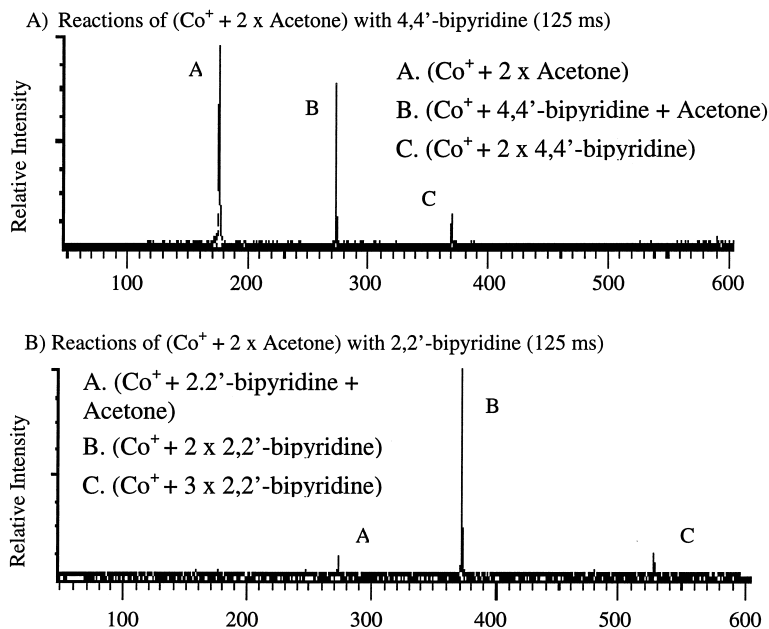 A) Reactions of (Co⁺ + 2 x Acetone) with 4,4'-bipyridine (125 ms)
Relative Intensity
A
B
C
A. (Co⁺ + 2 x Acetone)
B. (Co⁺ + 4,4'-bipyridine + Acetone)
C. (Co⁺ + 2 x 4,4'-bipyridine)
100 200 300 400 500 600
B) Reactions of (Co⁺ + 2 x Acetone) with 2,2'-bipyridine (125 ms)
Relative Intensity
A. (Co⁺ + 2.2'-bipyridine +
Acetone)
B. (Co⁺ + 2 x 2,2'-bipyridine)
C. (Co⁺ + 3 x 2,2'-bipyridine)
A
B
C
100 200 300 400 500 600